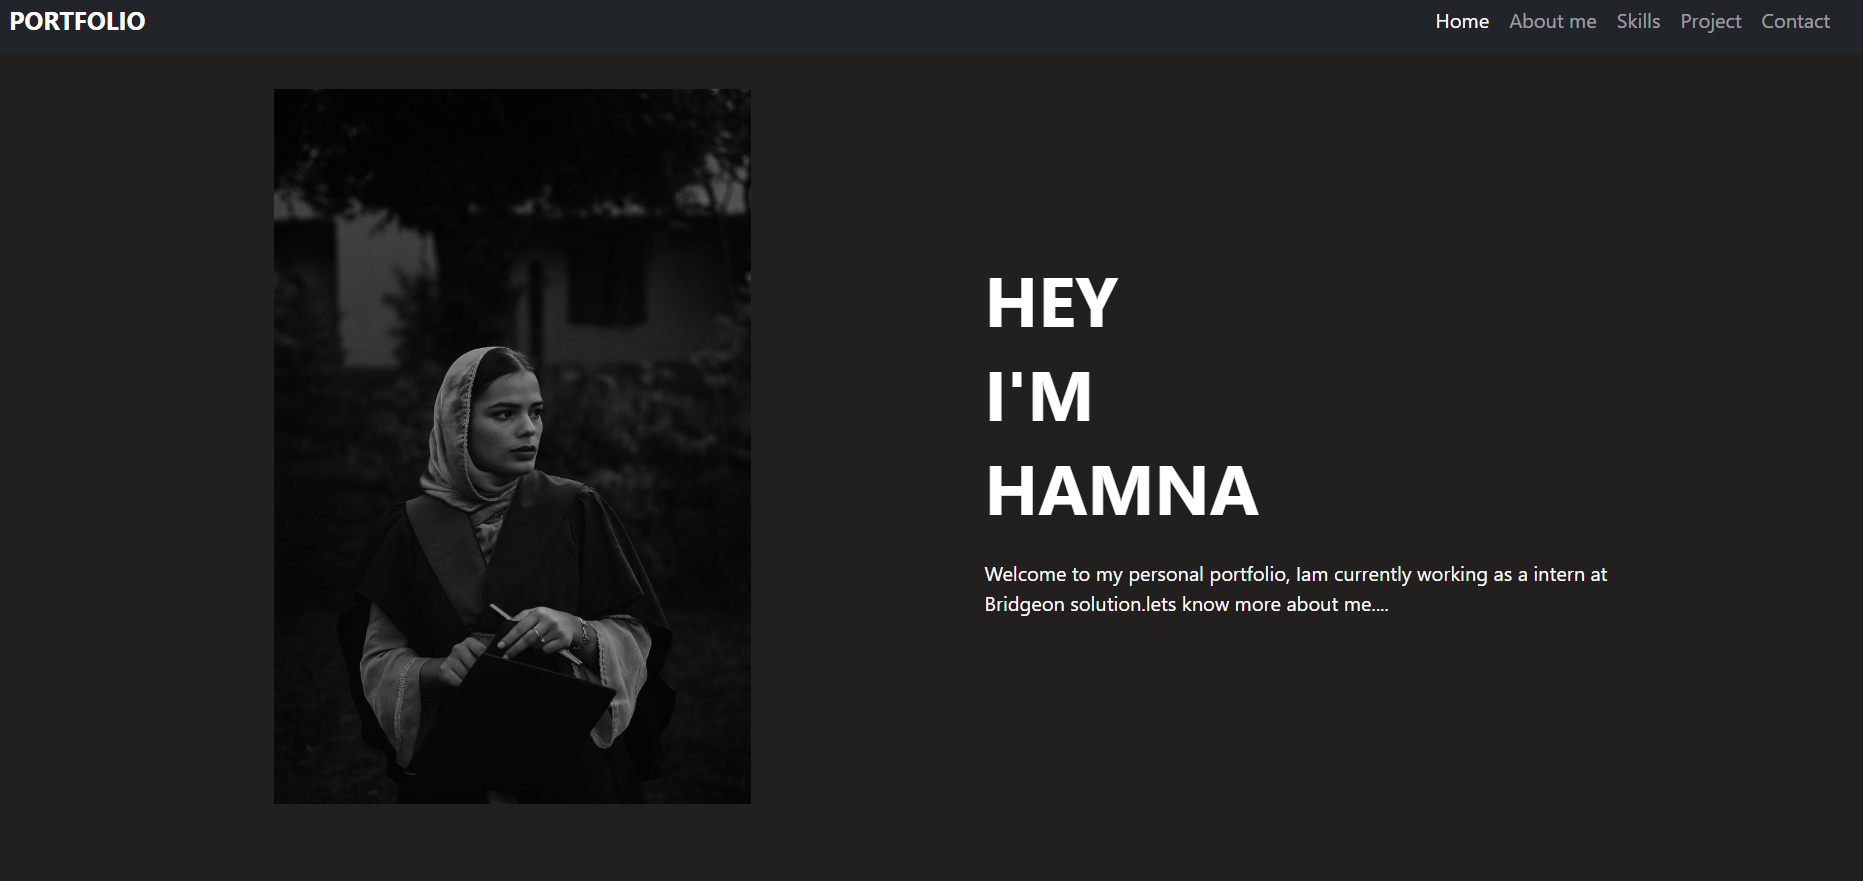 PORTFOLIO
Home About me Skills Project Contact
HEY
I'M
HAMNA
Welcome to my personal portfolio, Iam currently working as a intern at
Bridgeon solution.lets know more about me....